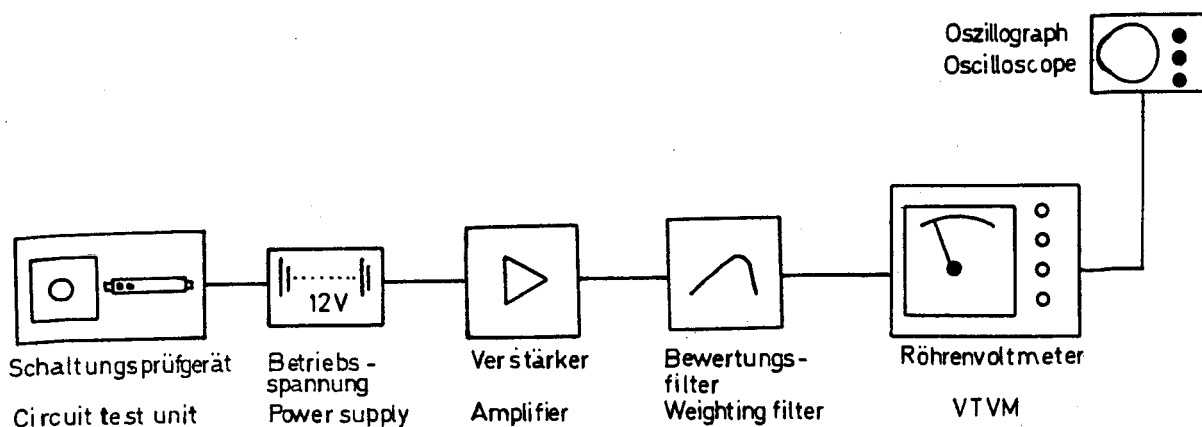 Oszillograph
Oscilloscope
12V
Schaltungsprüfgerät
Circuit test unit
Betriebs-
spannung
Power supply
Verstärker
Amplifier
Bewertungs-
filter
Weighting filter
Röhrenvoltmeter
VTVM